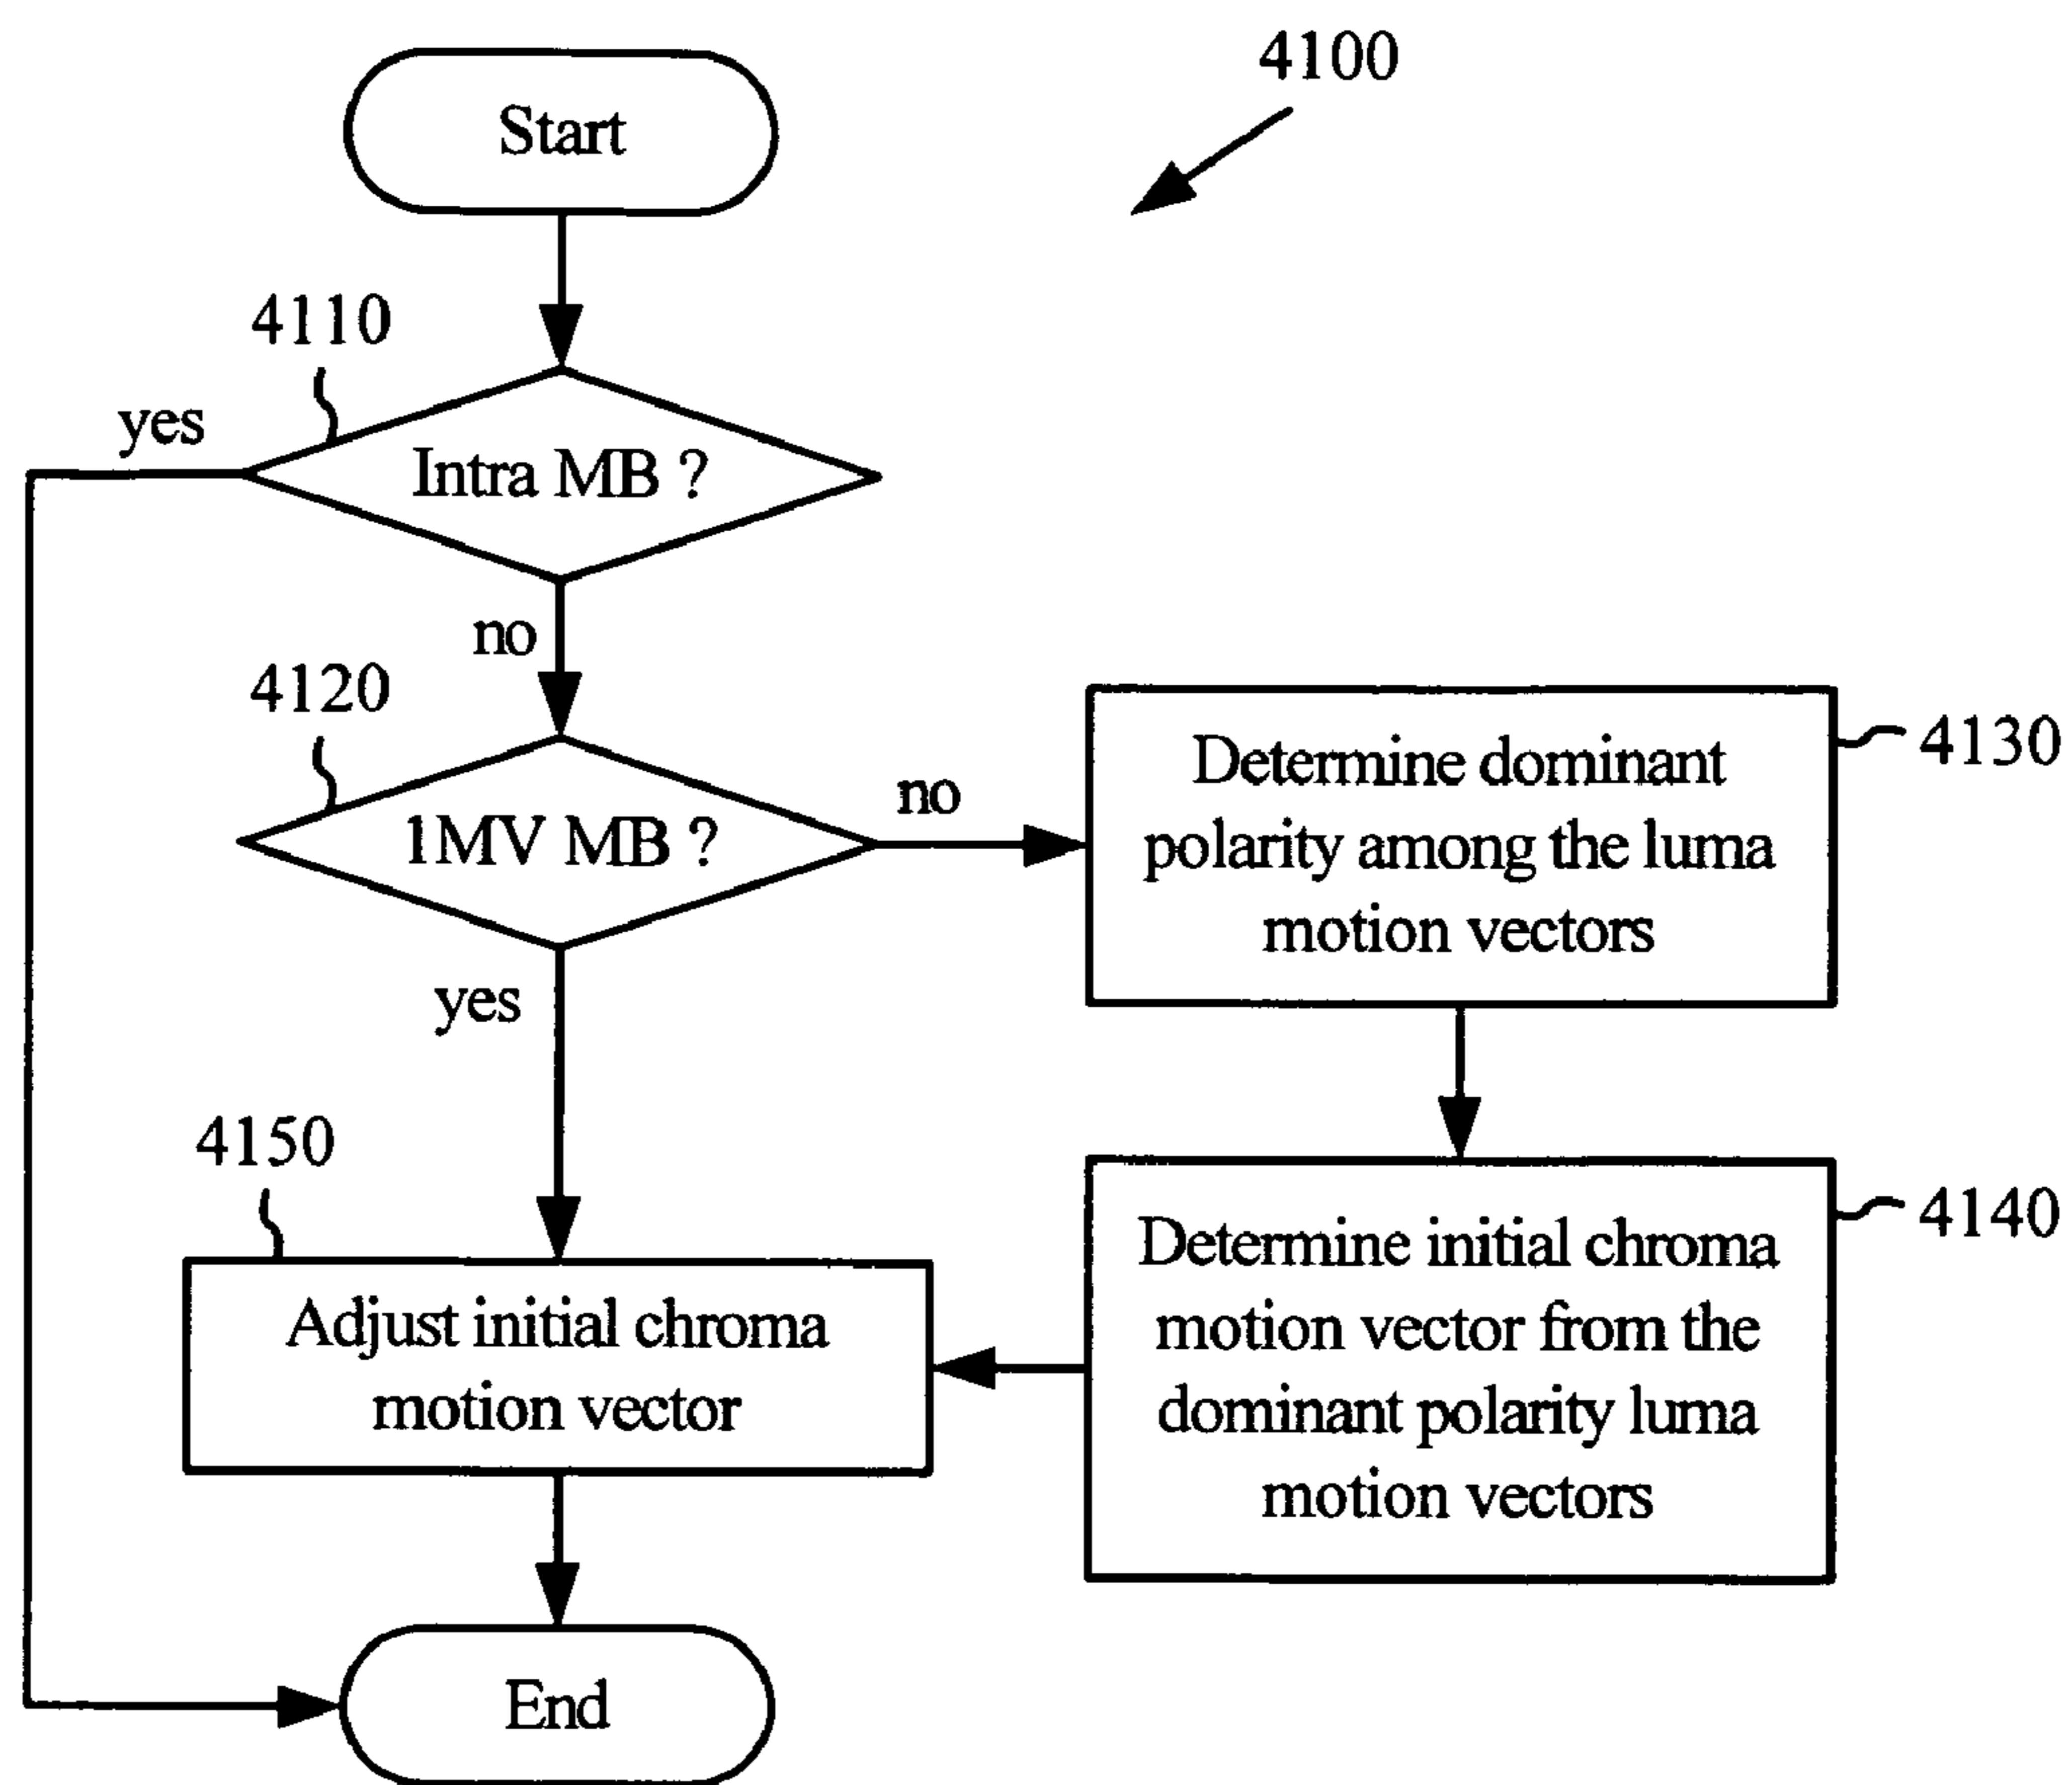 4100
Start
4110
yes
Intra MB ?
no
4120
1MV MB ?
no
Determine dominant
polarity among the luma
motion vectors
4130
yes
4150
Adjust initial chroma
motion vector
Determine initial chroma
motion vector from the
dominant polarity luma
motion vectors
4140
End